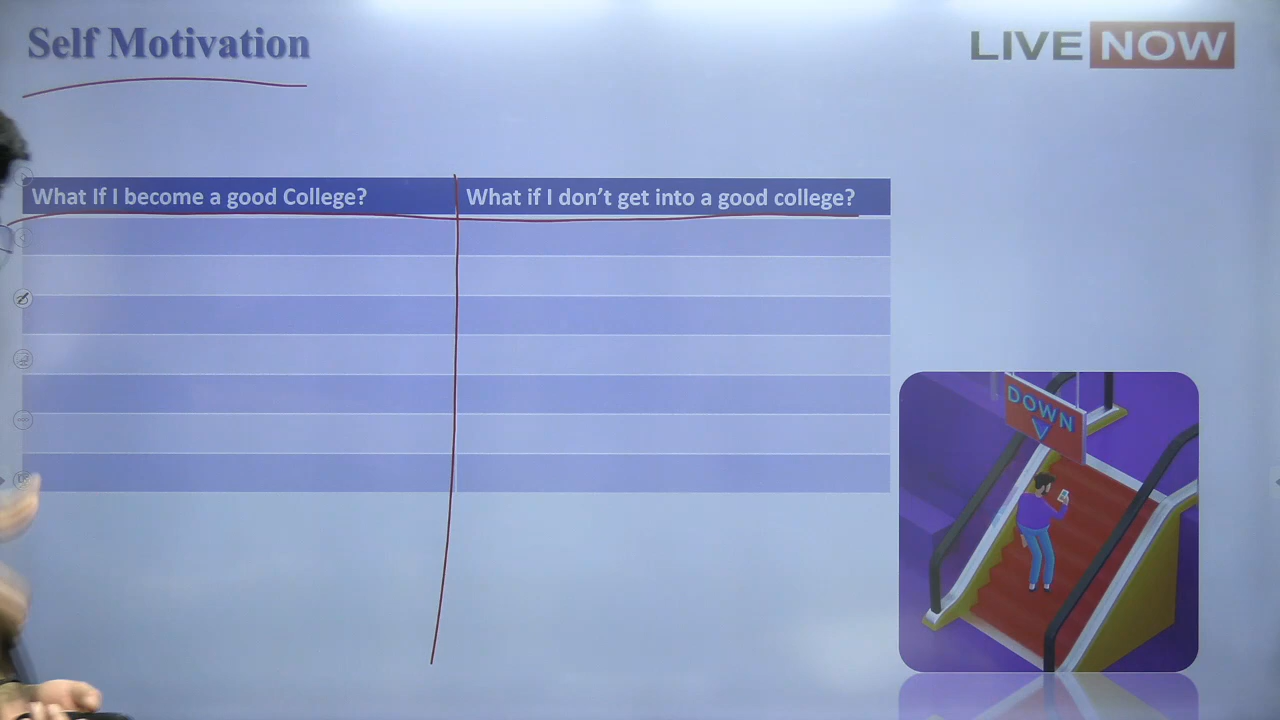 Self Motivation
LIVE NOW
What If I become a good College?
What if I don’t get into a good college?
DOWN